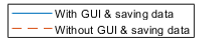 With GUI & saving data
Without GUI & saving data